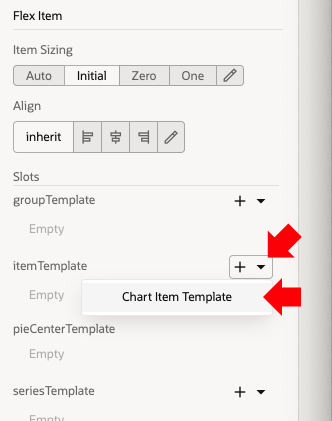 Flex Item
Item Sizing
Auto Initial Zero One
Align
inherit
Slots
groupTemplate
Empty
itemTemplate
Empty
Chart Item Template
pieCenterTemplate
Empty
seriesTemplate
Empty